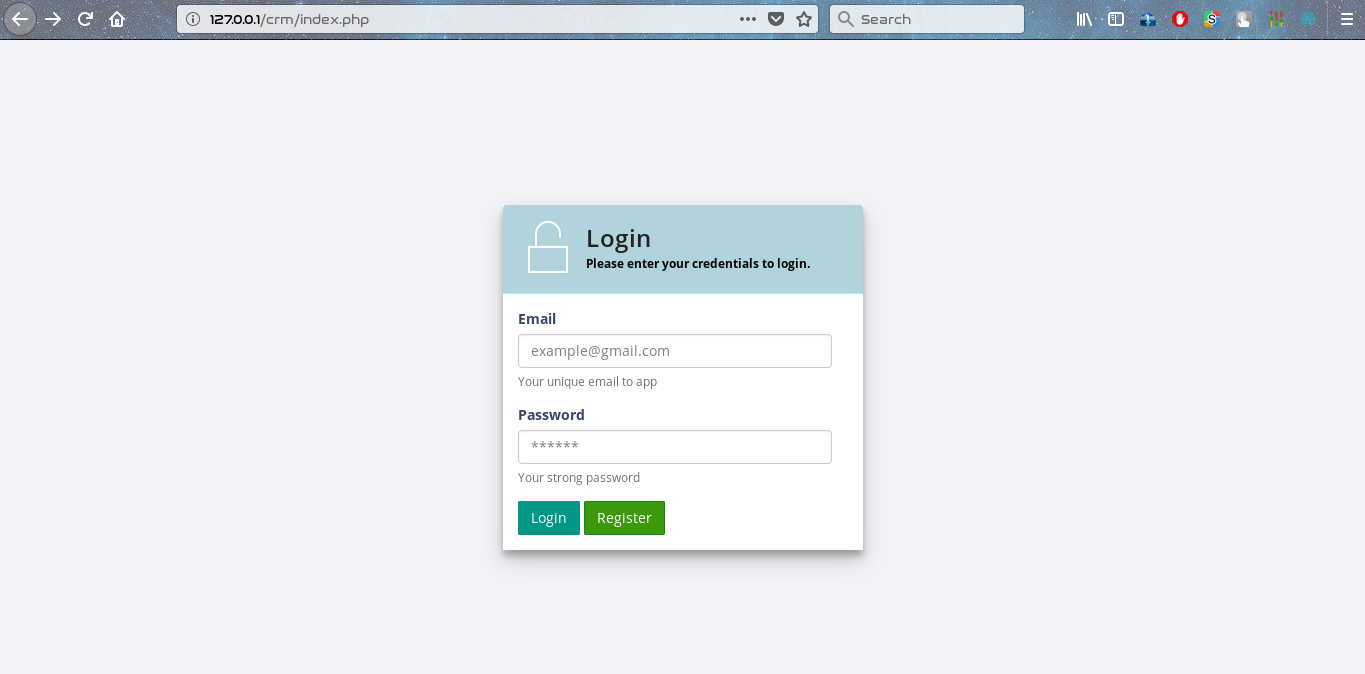 127.0.0.1/crm/index.php
Search
Login
Please enter your credentials to login.
Email
example@gmail.com
Your unique email to app
Password
******
Your strong password
Login Register